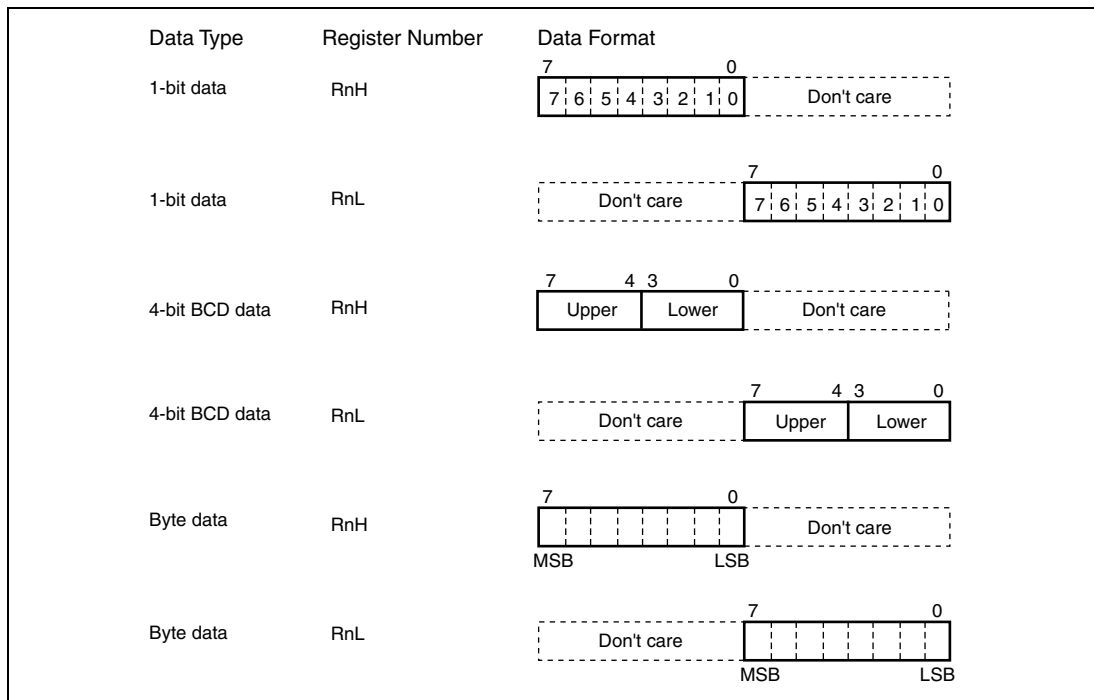 Data Type Register Number Data Format
7 0
1-bit data RnH 7 6 5 4 3 2 1 0 Don't care
7 0
1-bit data RnL Don't care 7 6 5 4 3 2 1 0
7 4 3 0
4-bit BCD data RnH Upper Lower Don't care
7 4 3 0
4-bit BCD data RnL Don't care Upper Lower
7 0
Byte data RnH Don't care
MSB LSB
7 0
Byte data RnL Don't care
MSB LSB